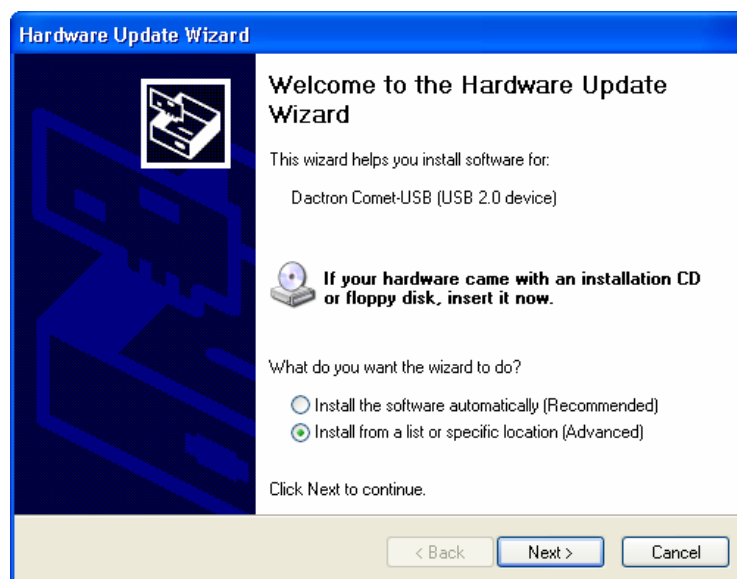 Hardware Update Wizard
Welcome to the Hardware Update
Wizard
This wizard helps you install software for:
Dactron Comet-USB (USB 2.0 device)
If your hardware came with an installation CD
or floppy disk, insert it now.
What do you want the wizard to do?
Install the software automatically (Recommended)
Install from a list or specific location (Advanced)
Click Next to continue.
< Back Next > Cancel